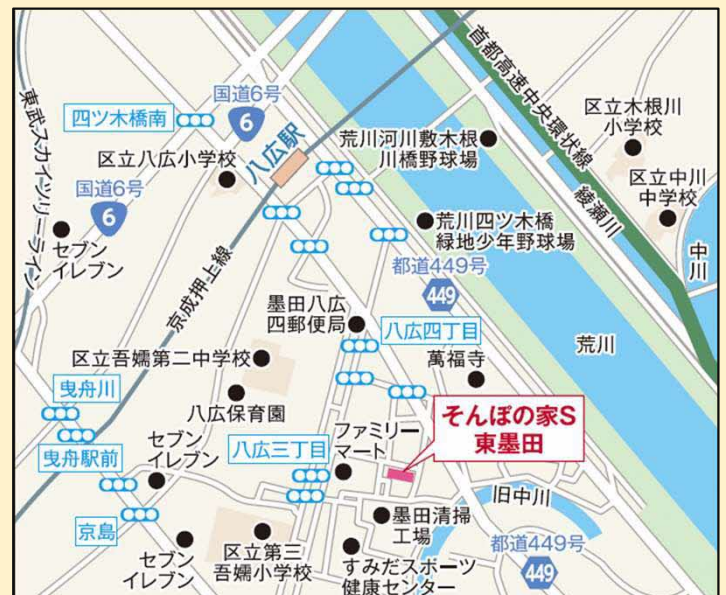 首都高速中央環状線
国道6号
6
四ツ木橋南
東武スカイツリーライン
区立八広小学校
八広駅
荒川河川敷木根
川橋野球場
区立木根川
小学校
区立中川
中学校
綾瀬川
中川
国道6号
6
セブン
イレブン
京成押上線
荒川四ツ木橋
緑地少年野球場
都道449号
449
荒川
墨田八広
四郵便局
八広四丁目
萬福寺
区立吾嬬第二中学校
八広保育園
曳舟川
曳舟駅前
京島
セブン
イレブン
八広三丁目
ファミリー
マート
そんぽの家S
東墨田
旧中川
墨田清掃
工場
都道449号
449
セブン
イレブン
区立第三
吾嬬小学校
すみだスポーツ
健康センター